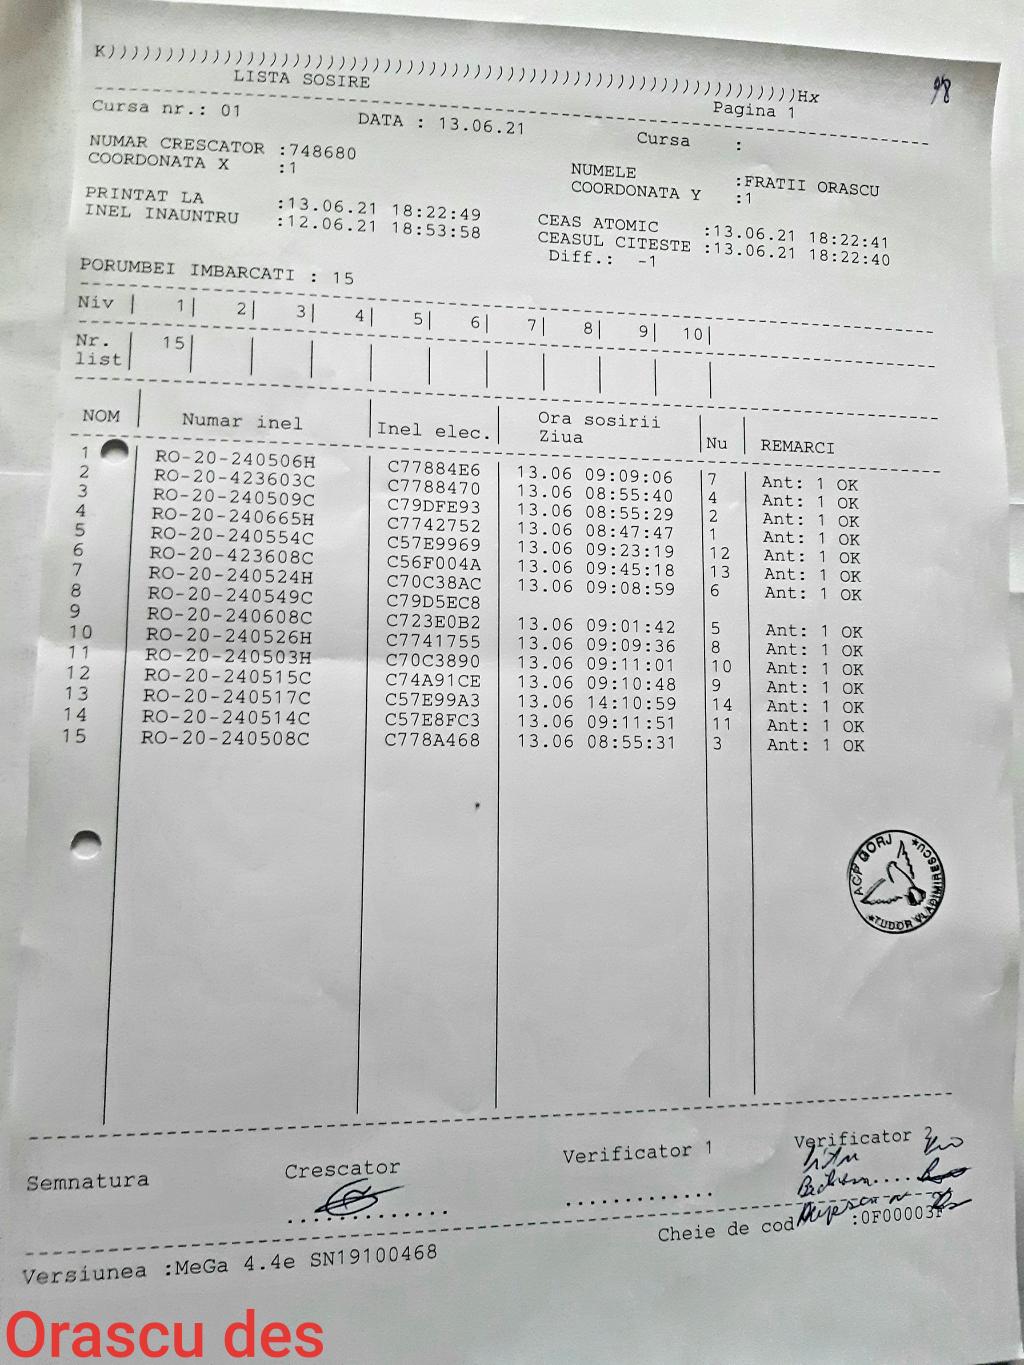 K))))))))))))))))))))))))))))))))))))))))))))))))))))))))))))Hx
98
LISTA SOSIRE
Pagina 1
Cursa nr.: 01 DATA : 13.06.21 Cursa :
NUMAR CRESCATOR :748680 NUMELE :FRATII ORASCU
COORDONATA X :1 COORDONATA Y :1
PRINTAT LA :13.06.21 18:22:49 CEAS ATOMIC :13.06.21 18:22:41
INEL INAUNTRU :12.06.21 18:53:58 CEASUL CITESTE :13.06.21 18:22:40
Diff.: -1
PORUMBEI IMBARCATI : 15
Niv | 1| 2| 3| 4| 5| 6| 7| 8| 9| 10|
Nr. | 15| | | | | | | | | |
list
NOM | Numar inel | Inel elec. | Ora sosirii | Nu | REMARCI
Ziua
1 RO-20-240506H C77884E6 13.06 09:09:06 7 Ant: 1 OK
2 RO-20-423603C C7788470 13.06 08:55:40 4 Ant: 1 OK
3 RO-20-240509C C79DFE93 13.06 08:55:29 2 Ant: 1 OK
4 RO-20-240665H C7742752 13.06 08:47:47 1 Ant: 1 OK
5 RO-20-240554C C57E9969 13.06 09:23:19 12 Ant: 1 OK
6 RO-20-423608C C56F004A 13.06 09:45:18 13 Ant: 1 OK
7 RO-20-240524H C70C38AC 13.06 09:08:59 6 Ant: 1 OK
8 RO-20-240549C C79D5EC8
9 RO-20-240608C C723E0B2 13.06 09:01:42 5 Ant: 1 OK
10 RO-20-240526H C7741755 13.06 09:09:36 8 Ant: 1 OK
11 RO-20-240503H C70C3890 13.06 09:11:01 10 Ant: 1 OK
12 RO-20-240515C C74A91CE 13.06 09:10:48 9 Ant: 1 OK
13 RO-20-240517C C57E99A3 13.06 14:10:59 14 Ant: 1 OK
14 RO-20-240514C C57E8FC3 13.06 09:11:51 11 Ant: 1 OK
15 RO-20-240508C C778A468 13.06 08:55:31 3 Ant: 1 OK
ACP GORJ
*TUDOR VLADIMIRESCU*
Semnatura Crescator Verificator 1 Verificator 2
Cheie de cod :0F00003F
Versiunea :MeGa 4.4e SN19100468
Orascu des